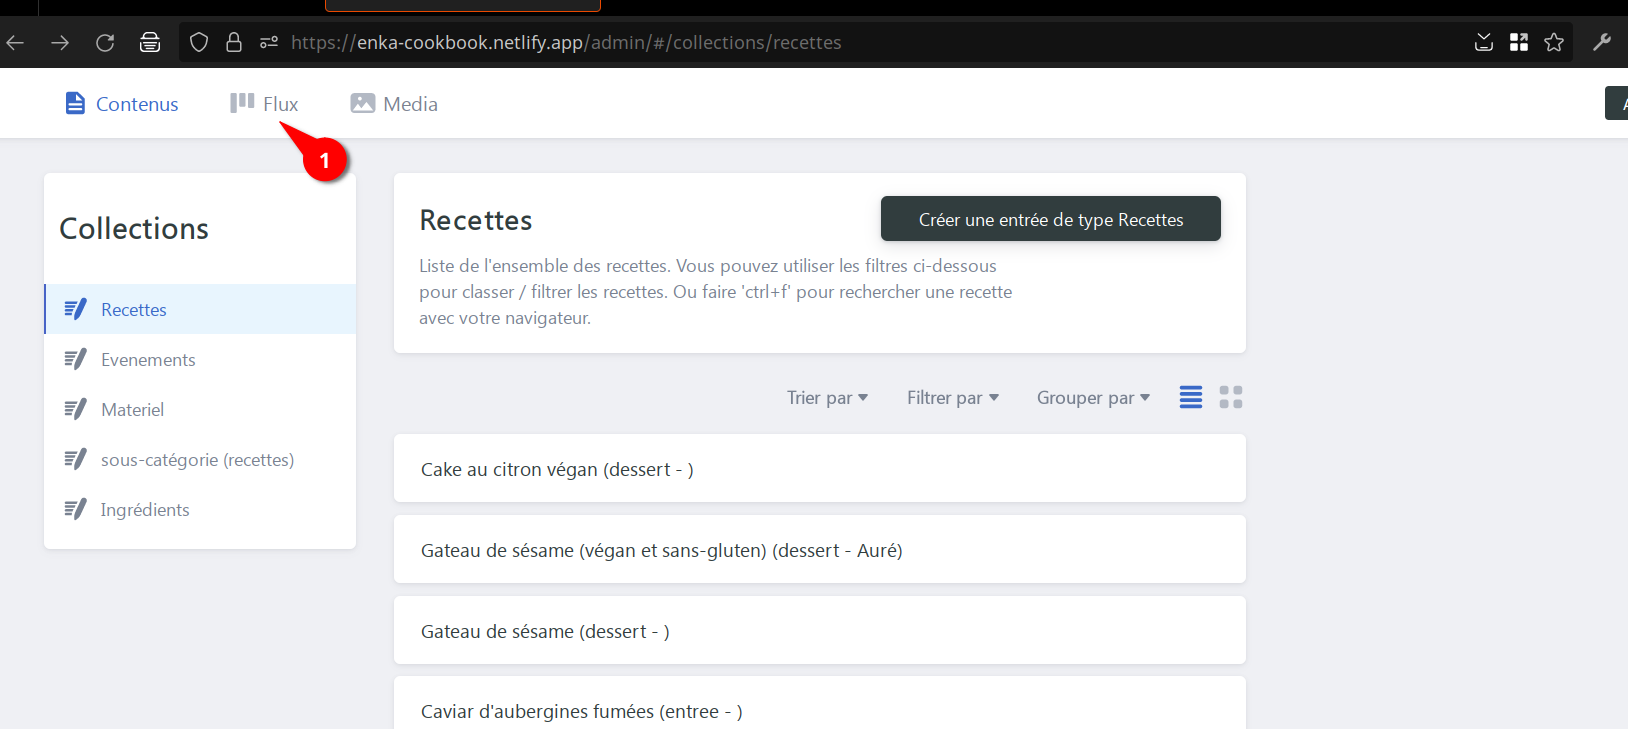 https://enka-cookbook.netlify.app/admin/#/collections/recettes
Contenus Flux Media
1
Collections
Recettes
Evenements
Materiel
sous-catégorie (recettes)
Ingrédients
Recettes
Créer une entrée de type Recettes
Liste de l'ensemble des recettes. Vous pouvez utiliser les filtres ci-dessous
pour classer / filtrer les recettes. Ou faire 'ctrl+f' pour rechercher une recette
avec votre navigateur.
Trier par Filtrer par Grouper par
Cake au citron végan (dessert - )
Gateau de sésame (végan et sans-gluten) (dessert - Auré)
Gateau de sésame (dessert - )
Caviar d'aubergines fumées (entree - )